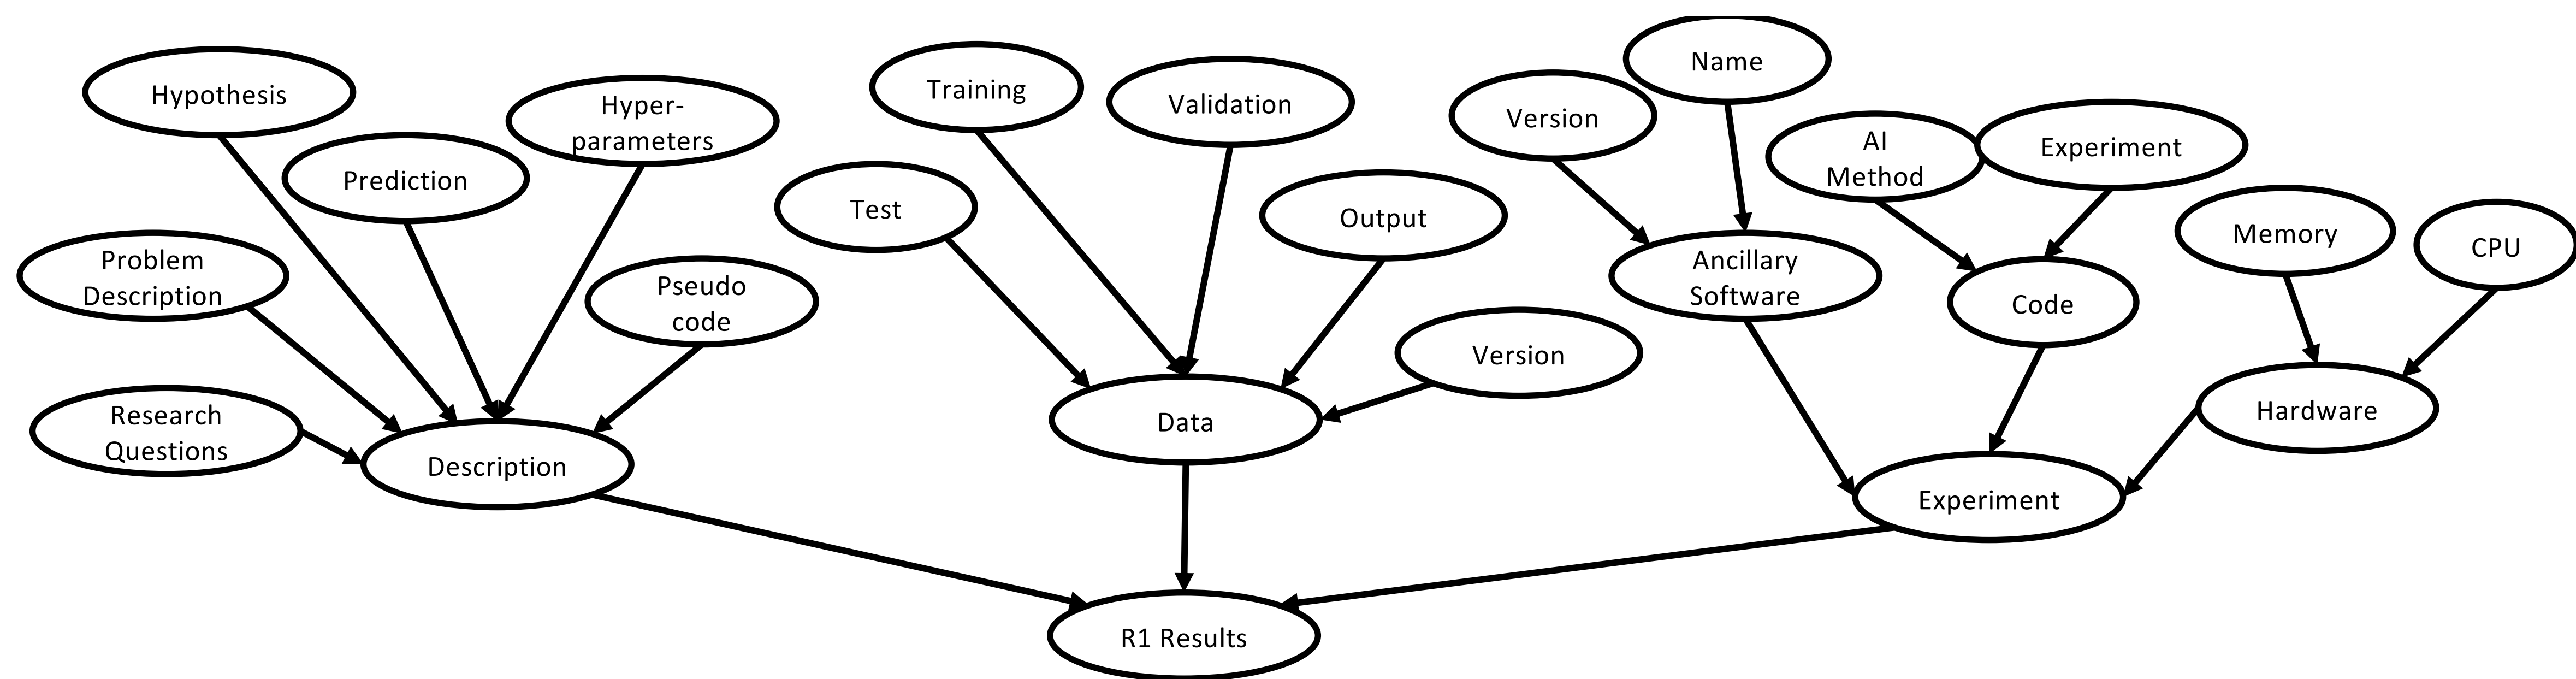 Hypothesis
Prediction
Hyper-
parameters
Problem
Description
Pseudo
code
Research
Questions
Description
Training
Validation
Test
Output
Version
Data
Version
Name
Ancillary
Software
AI
Method
Experiment
Code
Memory
CPU
Hardware
Experiment
R1 Results